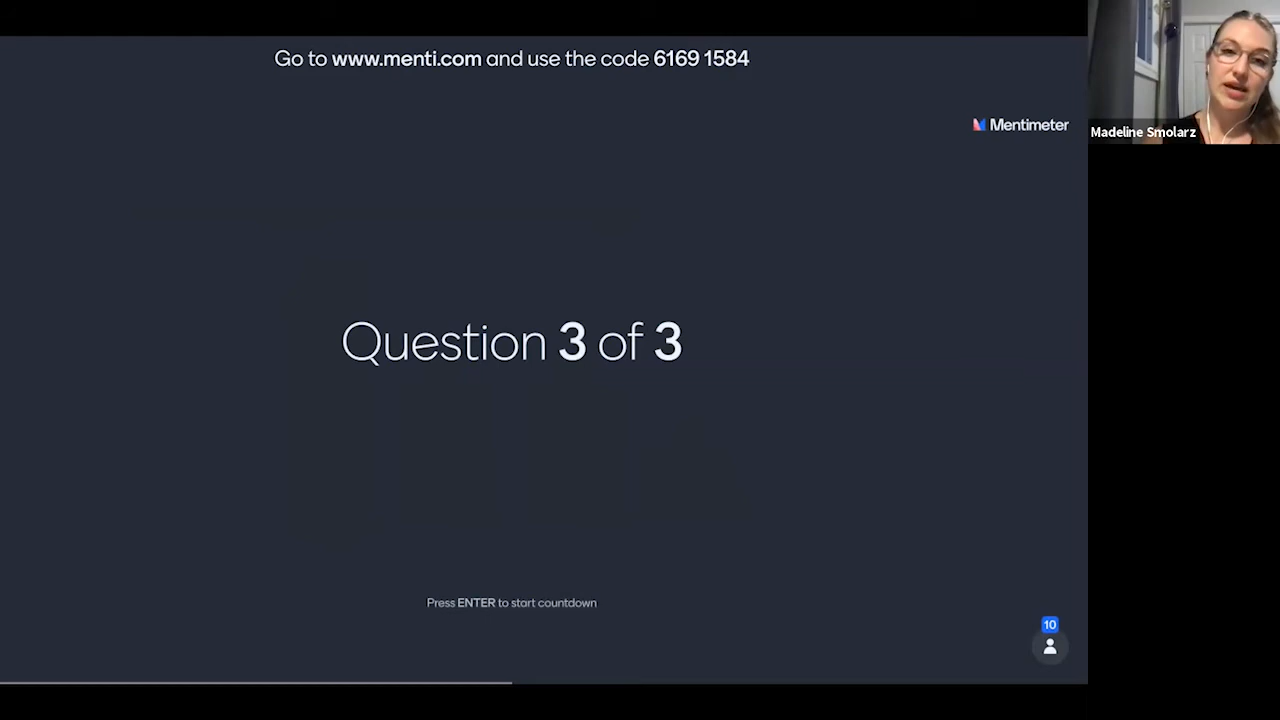 Go to www.menti.com and use the code 6169 1584
Mentimeter
Madeline Smolarz
Question 3 of 3
Press ENTER to start countdown
10